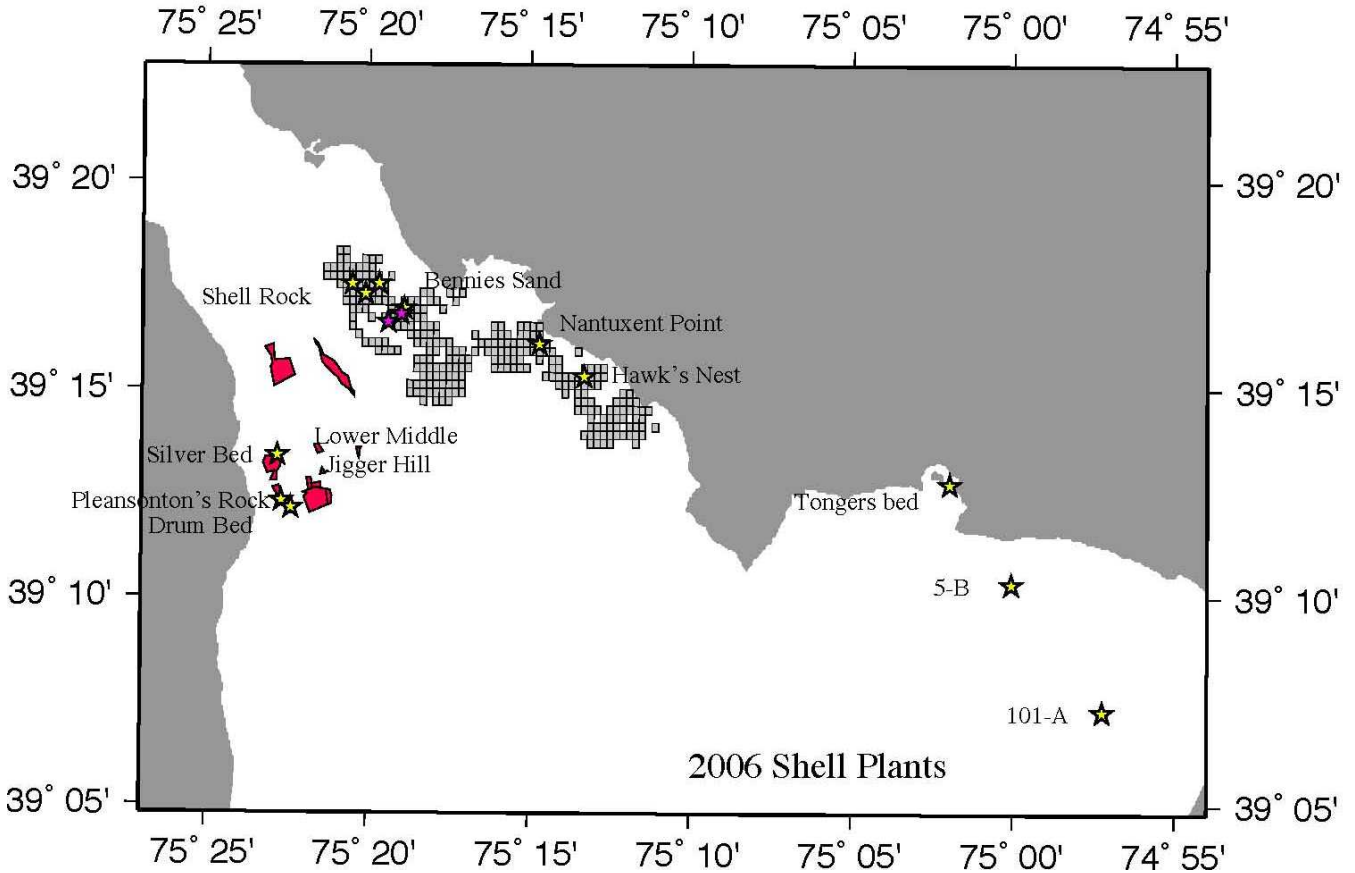 75° 25' 75° 20' 75° 15' 75° 10' 75° 05' 75° 00' 74° 55'
39° 20' 39° 20'
Bennies Sand
Shell Rock
Nantuxent Point
39° 15' Hawk's Nest 39° 15'
Lower Middle
Silver Bed
Jigger Hill
Pleansonton's Rock
Tongers bed
Drum Bed
5-B
39° 10' 39° 10'
101-A
2006 Shell Plants
39° 05' 39° 05'
75° 25' 75° 20' 75° 15' 75° 10' 75° 05' 75° 00' 74° 55'